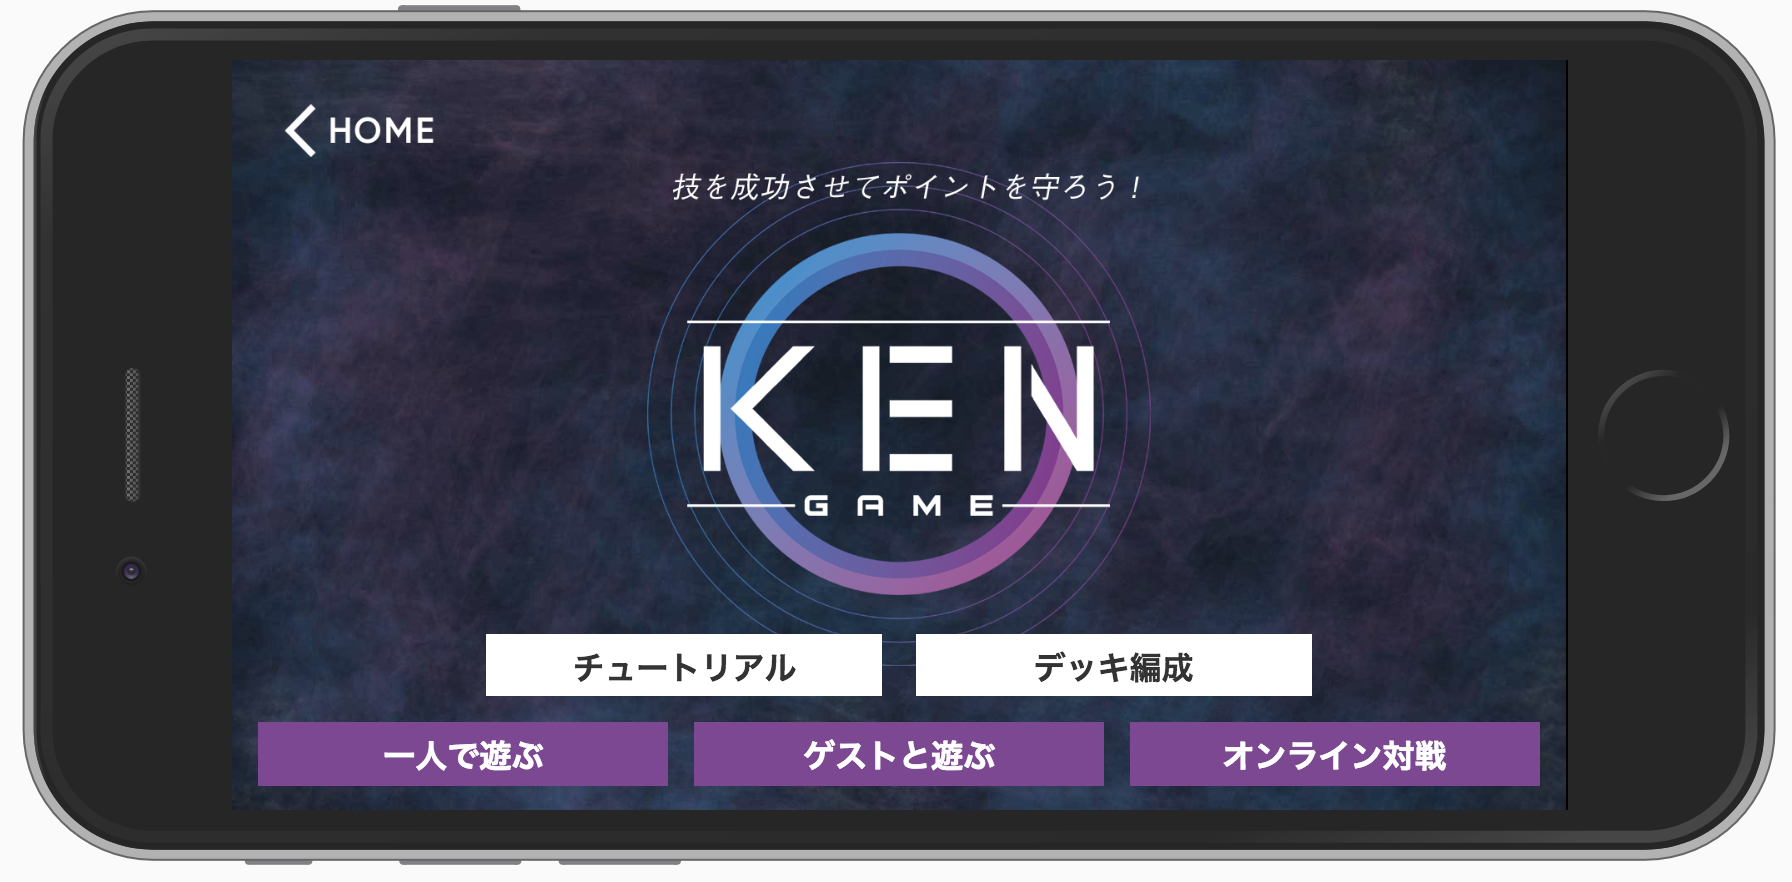 HOME
技を成功させてポイントを守ろう！
KEN
GAME
チュートリアル
デッキ編成
一人で遊ぶ
ゲストと遊ぶ
オンライン対戦